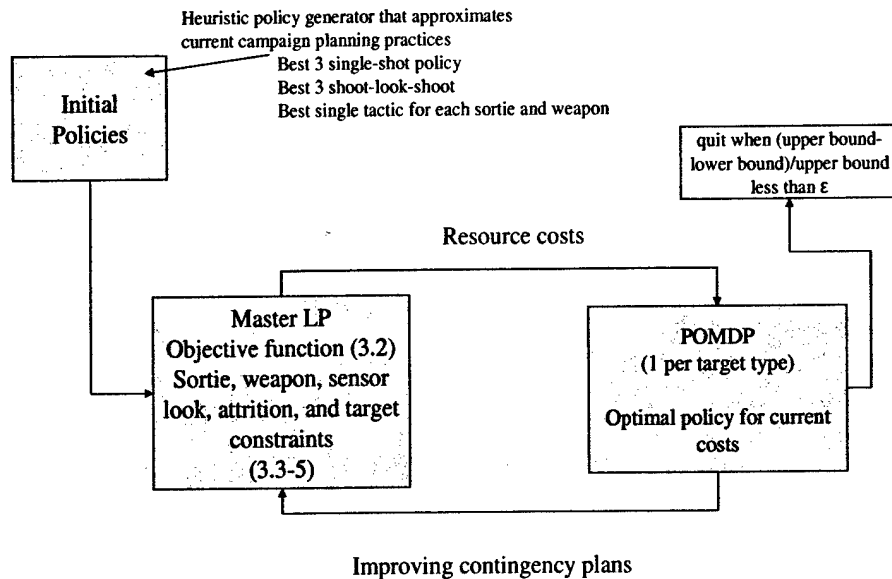 Heuristic policy generator that approximates
current campaign planning practices
Best 3 single-shot policy
Best 3 shoot-look-shoot
Best single tactic for each sortie and weapon
Initial
Policies
quit when (upper bound-
lower bound)/upper bound
less than ε
Resource costs
Master LP
Objective function (3.2)
Sortie, weapon, sensor
look, attrition, and target
constraints
(3.3-5)
POMDP
(1 per target type)
Optimal policy for current
costs
Improving contingency plans